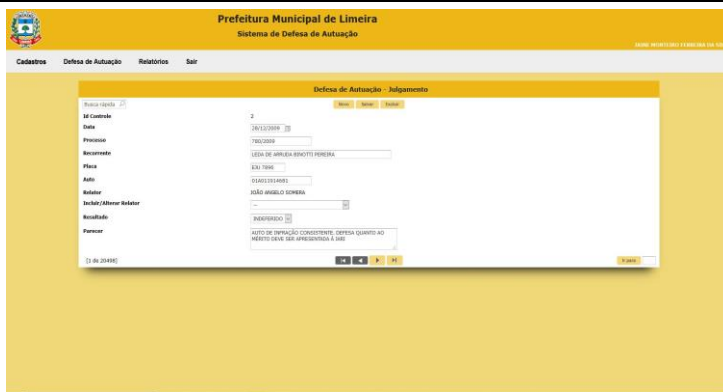 Prefeitura Municipal de Limeira
Sistema de Defesa de Autuação
Cadastros Defesa de Autuação Relatórios Sair
Defesa de Autuação - Julgamento
Busca rápida Novo Salvar Excluir
Id Controle 2
Data 28/12/2009
Processo 780/2009
Recorrente LEDA DE ARRUDA BINOTTI PEREIRA
Placa
Auto
Relator JOÃO ANGELO SOMERA
Incluir/Alterar Relator --
Resultado INDEFERIDO
Parecer AUTO DE INFRAÇÃO CONSISTENTE. DEFESA QUANTO AO
MÉRITO DEVE SER APRESENTADA À JARI
[1 de 20498] Ir para